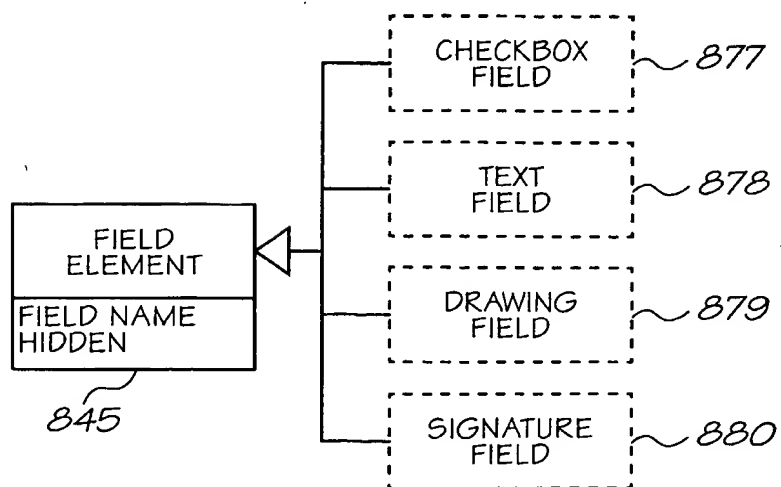 CHECKBOX
FIELD
877
TEXT
FIELD
878
FIELD
ELEMENT
FIELD NAME
HIDDEN
845
DRAWING
FIELD
879
SIGNATURE
FIELD
880